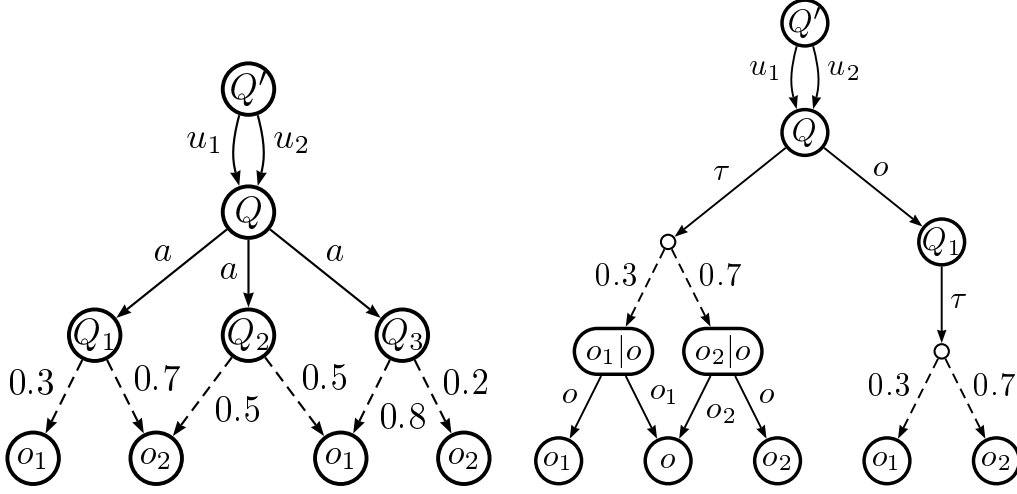 Q′
u₁ u₂
Q
a a a
Q₁ Q₂ Q₃
0.3 0.7 0.5 0.5 0.8 0.2
o₁ o₂ o₁ o₂
Q′
u₁ u₂
Q
τ o
Q₁
0.3 0.7 τ
o₁|o o₂|o
o o₁ o₂ o 0.3 0.7
o₁ o o₂ o₁ o₂